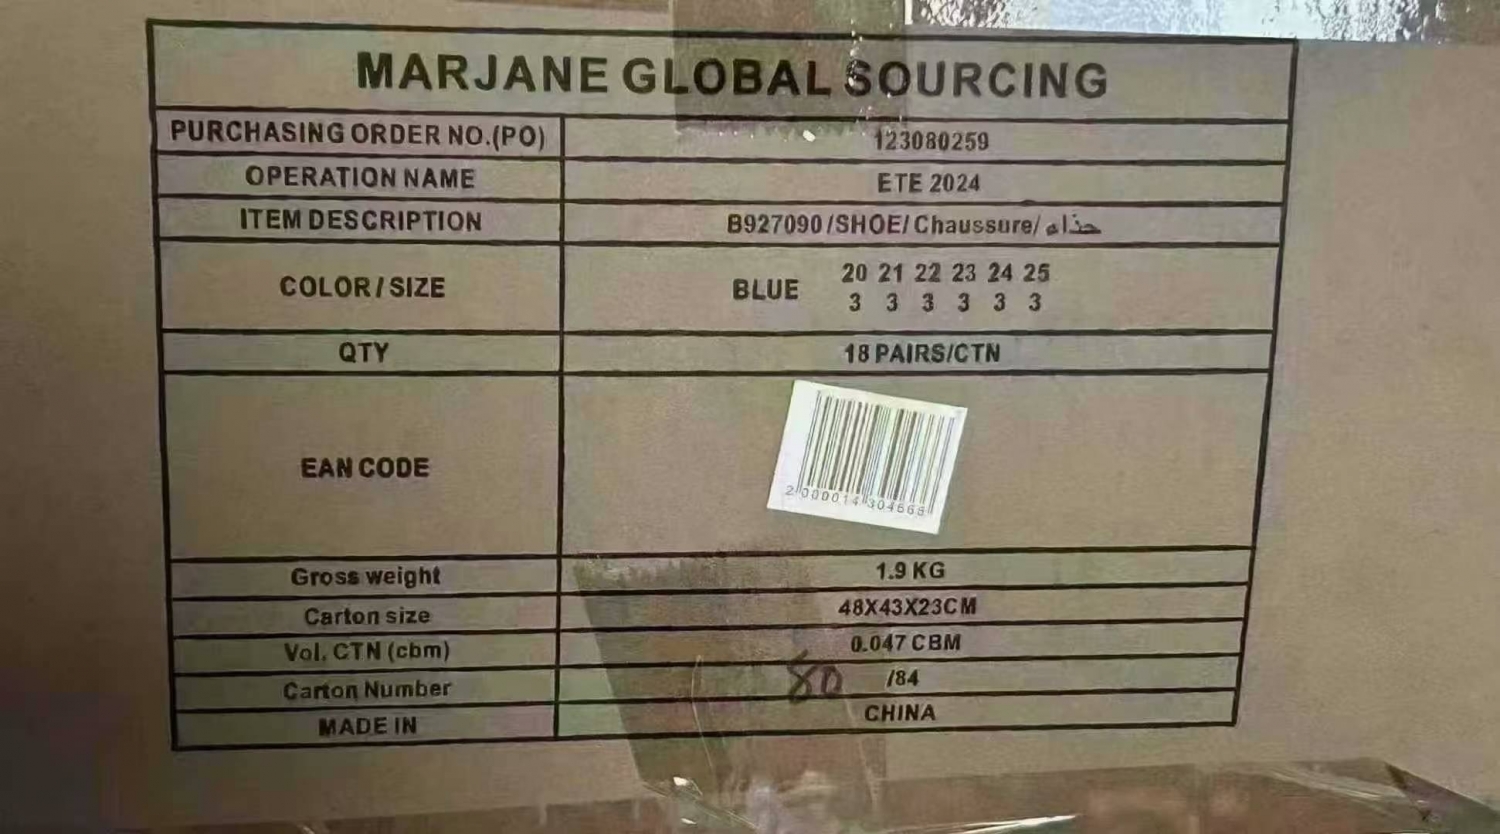 MARJANE GLOBAL SOURCING
PURCHASING ORDER NO.(PO) 123080259
OPERATION NAME ETE 2024
ITEM DESCRIPTION B927090/SHOE/Chaussure/حذاء
COLOR/SIZE BLUE 20 21 22 23 24 25
3 3 3 3 3 3
QTY 18 PAIRS/CTN
EAN CODE
2 000014 304668
Gross weight 1.9 KG
Carton size 48X43X23CM
Vol. CTN (cbm) 0.047 CBM
Carton Number 80 /84
MADE IN CHINA